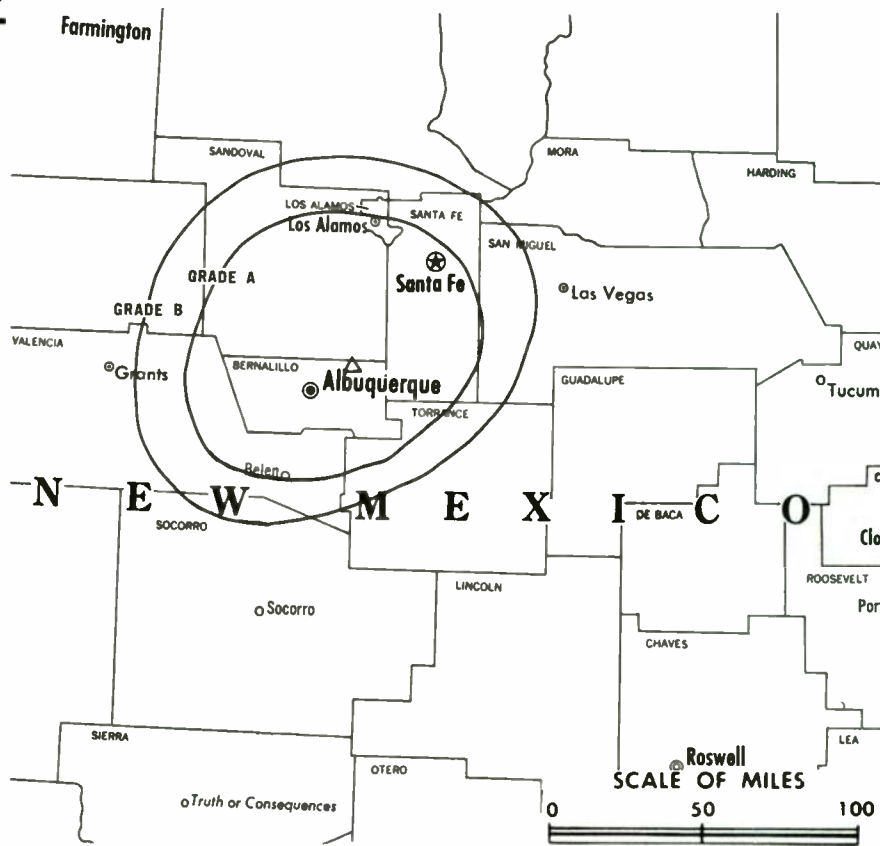 Farmington
SANDOVAL
MORA
HARDING
LOS ALAMOS
Los Alamos
SANTA FE
SAN MIGUEL
GRADE A
Santa Fe
Las Vegas
GRADE B
VALENCIA
QUAY
Grants
BERNALILLO
Albuquerque
GUADALUPE
Tucum
TORRANCE
Belen
NEW MEXICO
DE BACA
SOCORRO
Clo
ROOSEVELT
LINCOLN
Socorro
Por
CHAVES
SIERRA
LEA
Roswell
OTERO
SCALE OF MILES
Truth or Consequences
0 50 100